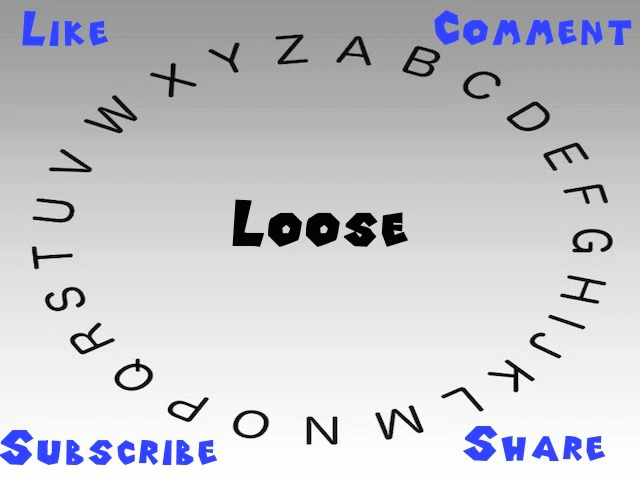 Like
Comment
A B C D E F G H I J K L M N O P Q R S T U V W X Y Z
Loose
Subscribe
Share